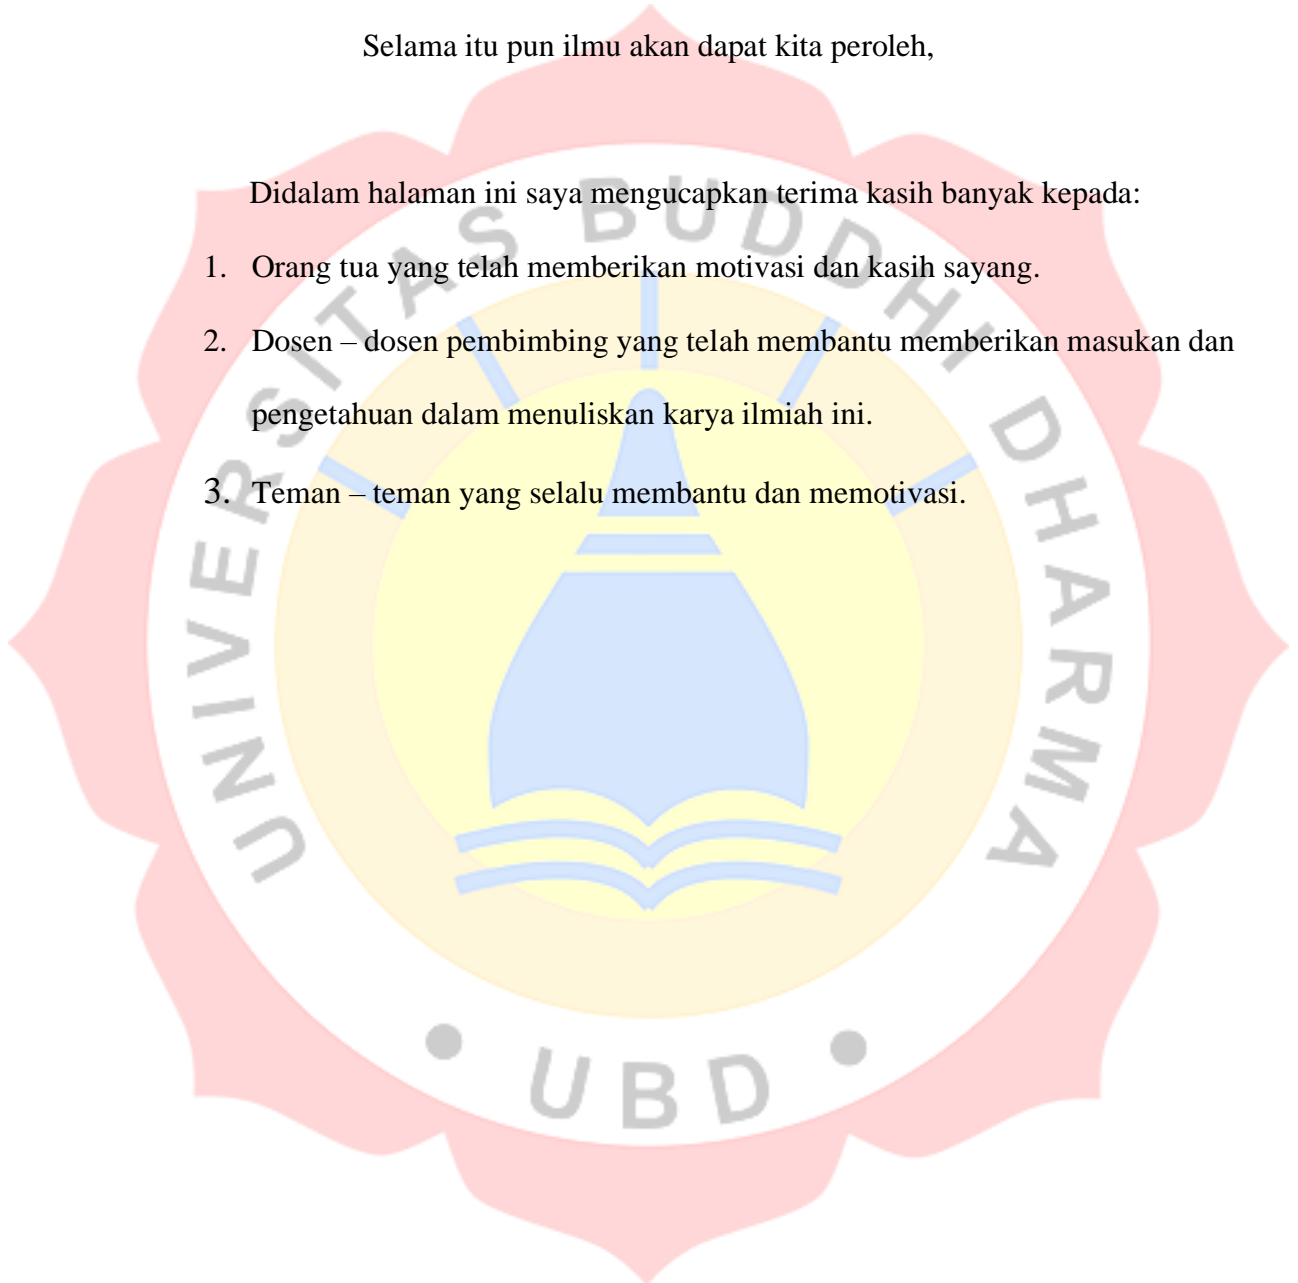 Selama itu pun ilmu akan dapat kita peroleh,
Didalam halaman ini saya mengucapkan terima kasih banyak kepada:
1. Orang tua yang telah memberikan motivasi dan kasih sayang.
2. Dosen – dosen pembimbing yang telah membantu memberikan masukan dan
pengetahuan dalam menuliskan karya ilmiah ini.
3. Teman – teman yang selalu membantu dan memotivasi.
UNIVERSITAS BUDDHI DHARMA
• UBD •